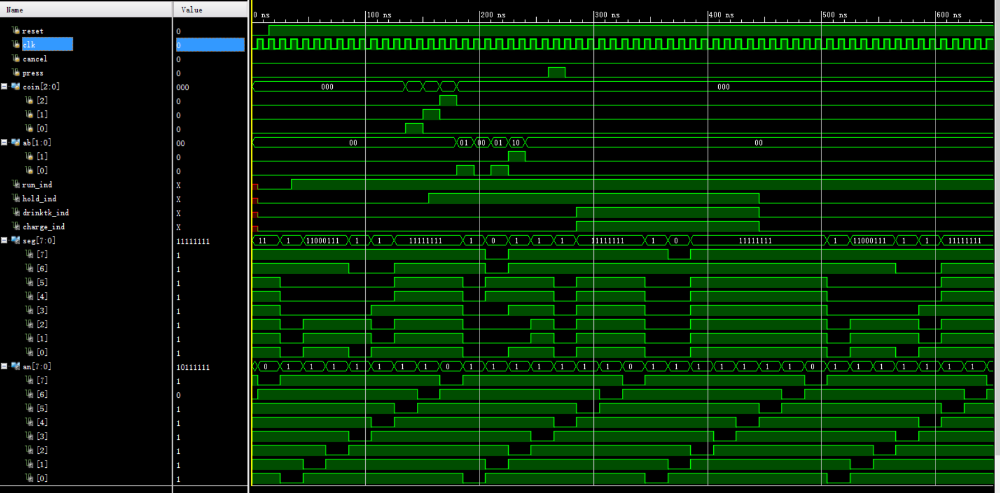 Name Value 0 ns 100 ns 200 ns 300 ns 400 ns 500 ns 600 ns
reset 0
clk 0
cancel 0
press 0
coin[2:0] 000 000 000
[2] 0
[1] 0
[0] 0
ab[1:0] 00 00 01 00 01 10 00
[1] 0
[0] 0
run_ind X
hold_ind X
drinktk_ind X
charge_ind X
seg[7:0] 11111111 11 1 11000111 1 1 11111111 1 0 1 1 1 11111111 1 0 11111111 1 11000111 1 1 11111111
[7] 1
[6] 1
[5] 1
[4] 1
[3] 1
[2] 1
[1] 1
[0] 1
an[7:0] 10111111 0 1 1 1 1 1 1 1 0 1 1 1 1 1 1 1 0 1 1 1 1 1 1 1 0 1 1 1 1 1 1 1
[7] 1
[6] 0
[5] 1
[4] 1
[3] 1
[2] 1
[1] 1
[0] 1